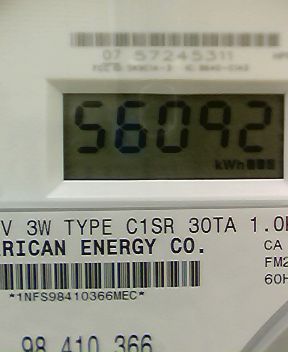 07 57245311
56092
kWh
V 3W TYPE C1SR 30TA 1.0
RICAN ENERGY CO.
CA
FM2
60H
*1NFS98410366MEC*
98 410 366